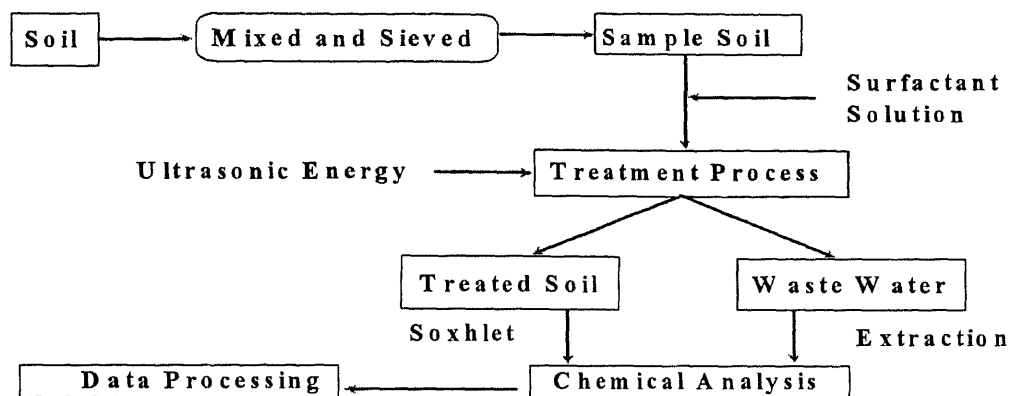 Soil
Mixed and Sieved
Sample Soil
Surfactant
Solution
Ultrasonic Energy
Treatment Process
Treated Soil
Waste Water
Soxhlet
Extraction
Data Processing
Chemical Analysis